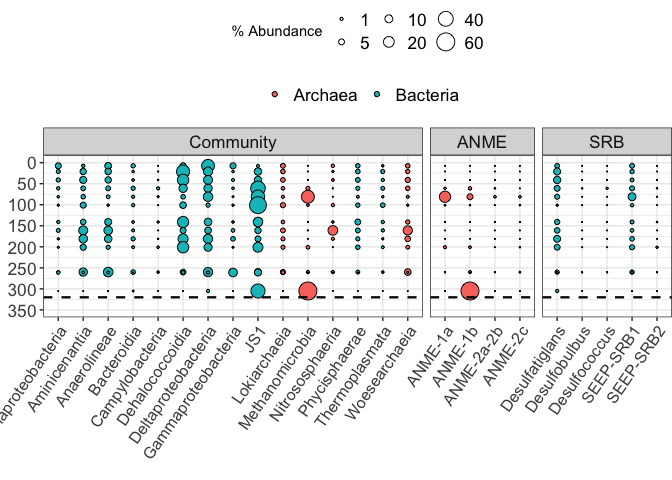 % Abundance 1 10 40
5 20 60
Archaea Bacteria
Community ANME SRB
0
50
100
150
200
250
300
350
aproteobacteria
Aminicenantia
Anaerolineae
Bacteroidia
Campylobacteria
Dehalococcoidia
Deltaproteobacteria
Gammaproteobacteria
JS1
Lokiarchaeia
Methanomicrobia
Nitrososphaeria
Phycisphaerae
Thermoplasmata
Woesearchaeia
ANME-1a
ANME-1b
ANME-2a-2b
ANME-2c
Desulfatiglans
Desulfobulbus
Desulfococcus
SEEP-SRB1
SEEP-SRB2